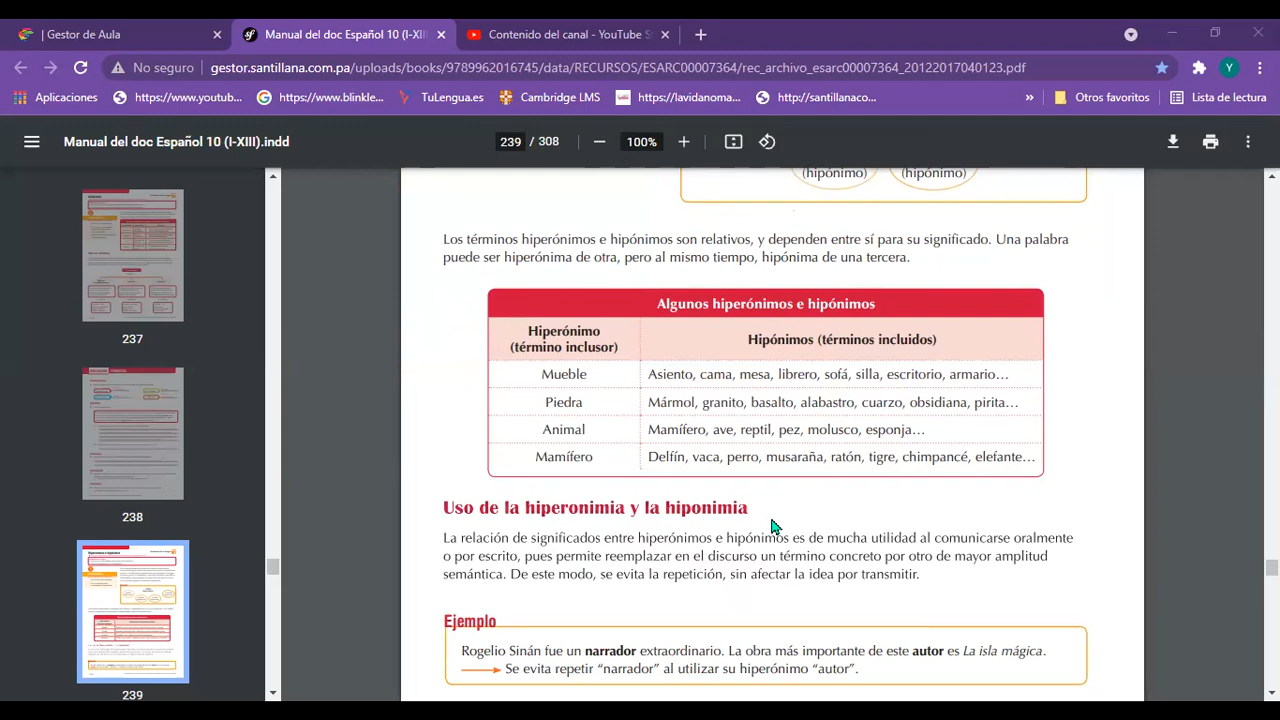 | Gestor de Aula
Manual del doc Español 10 (I-XII
Contenido del canal - YouTube S
No seguro
gestor.santillana.com.pa/uploads/books/9789962016745/data/RECURSOS/ESARC00007364/rec_archivo_esarc00007364_20122017040123.pdf
Y
Aplicaciones
https://www.youtub...
https://www.blinkle...
TuLengua.es
Cambridge LMS
https://lavidanoma...
http://santillanaco...
»
Otros favoritos
Lista de lectura
Manual del doc Español 10 (I-XIII).indd
239 / 308
100%
237
238
239
(hipónimo) (hipónimo)
Los términos hiperónimos e hipónimos son relativos, y dependen entre sí para su significado. Una palabra
puede ser hiperónima de otra, pero al mismo tiempo, hipónima de una tercera.
Algunos hiperónimos e hipónimos
Hiperónimo
(término inclusor)
Hipónimos (términos incluidos)
Mueble
Asiento, cama, mesa, librero, sofá, silla, escritorio, armario…
Piedra
Mármol, granito, basalto, alabastro, cuarzo, obsidiana, pirita…
Animal
Mamífero, ave, reptil, pez, molusco, esponja…
Mamífero
Delfín, vaca, perro, musaraña, ratón, tigre, chimpancé, elefante…
Uso de la hiperonimia y la hiponimia
La relación de significados entre hiperónimos e hipónimos es de mucha utilidad al comunicarse oralmente
o por escrito, pues permite reemplazar en el discurso un término concreto por otro de mayor amplitud
semántica. De ese modo, se evita la repetición, sin afectar la idea por transmitir.
Ejemplo
Rogelio Sinán fue un narrador extraordinario. La obra más importante de este autor es La isla mágica.
Se evita repetir “narrador” al utilizar su hiperónimo “autor”.